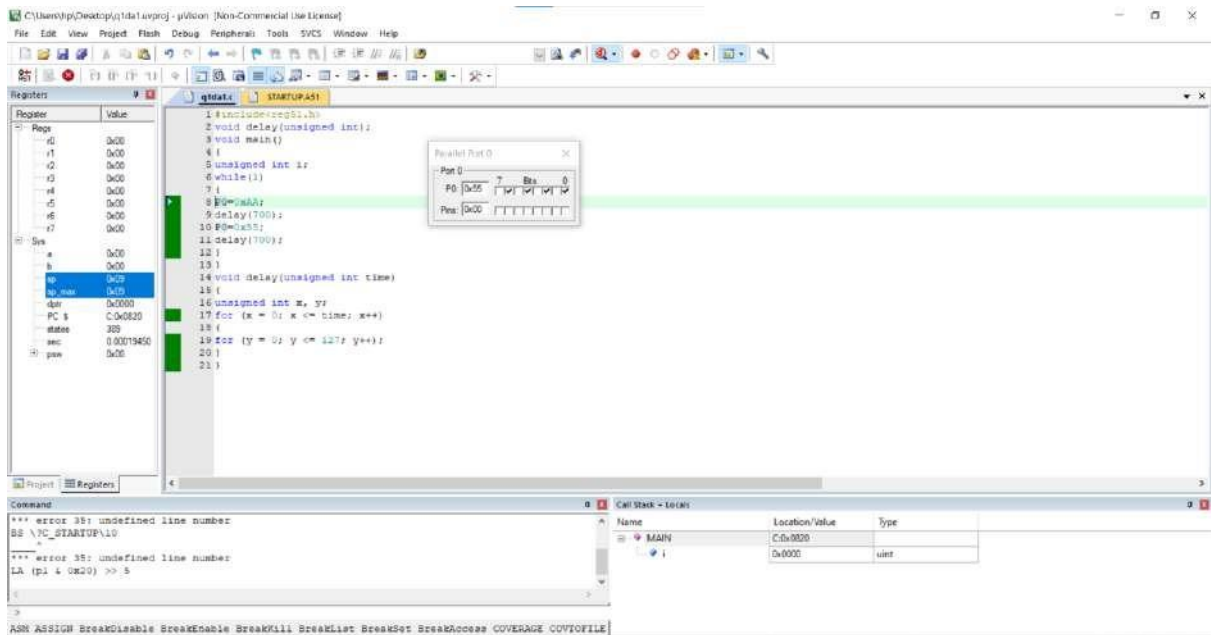 C:\Users\hp\Desktop\q1da1.uvproj - µVision [Non-Commercial Use License]
File Edit View Project Flash Debug Peripherals Tools SVCS Window Help
Registers
q1dat.c STARTUP.A51
Register Value
Regs
r0 0x00
r1 0x00
r2 0x00
r3 0x00
r4 0x00
r5 0x00
r6 0x00
r7 0x00
Sys
a 0x00
b 0x00
sp 0x09
sp_max 0x09
dptr 0x0000
PC $ C:0x0820
states 389
sec 0.00019450
psw 0x00
1 #include<reg51.h>
2 void delay(unsigned int);
3 void main()
4 {
5 unsigned int i;
6 while(1)
7 {
8 P0=0xAA;
9 delay(700);
10 P0=0x55;
11 delay(700);
12 }
13 }
14 void delay(unsigned int time)
15 {
16 unsigned int x, y;
17 for (x = 0; x <= time; x++)
18 {
19 for (y = 0; y <= 127; y++);
20 }
21 }
Parallel Port 0
Port 0
7 Bits 0
P0: 0x55
Pins: 0x00
Project Registers
Command
*** error 35: undefined line number
BS \?C_STARTUP\10
^
*** error 35: undefined line number
LA (p1 & 0x20) >> 5
>
ASM ASSIGN BreakDisable BreakEnable BreakKill BreakList BreakSet BreakAccess COVERAGE COVTOFILE
Call Stack + Locals
Name Location/Value Type
MAIN C:0x0820
i 0x0000 uint